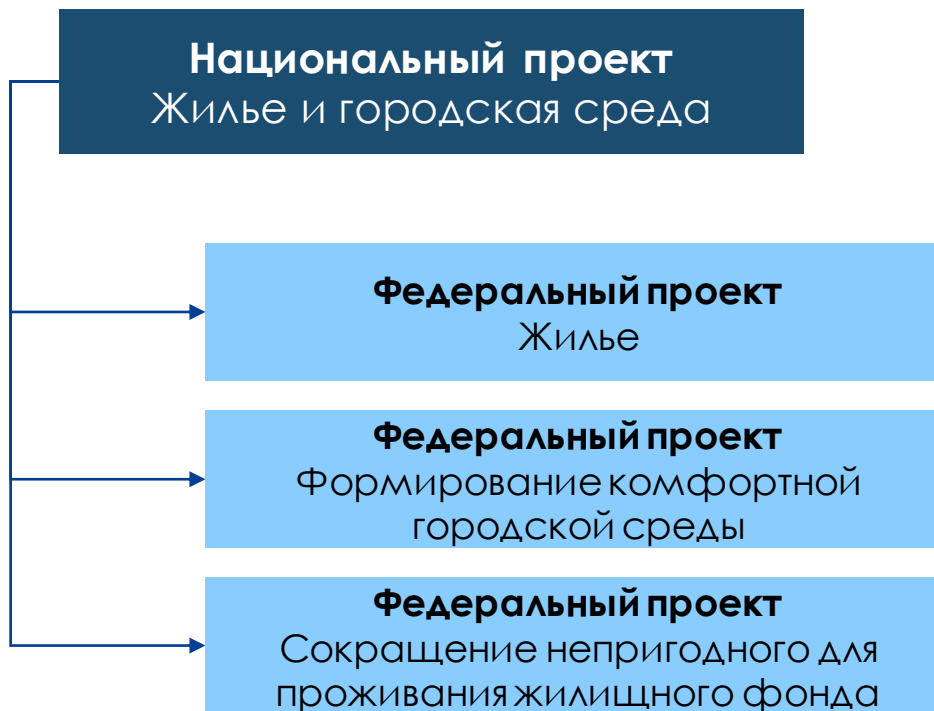 Национальный проект
Жилье и городская среда
Федеральный проект
Жилье
Федеральный проект
Формирование комфортной
городской среды
Федеральный проект
Сокращение непригодного для
проживания жилищного фонда